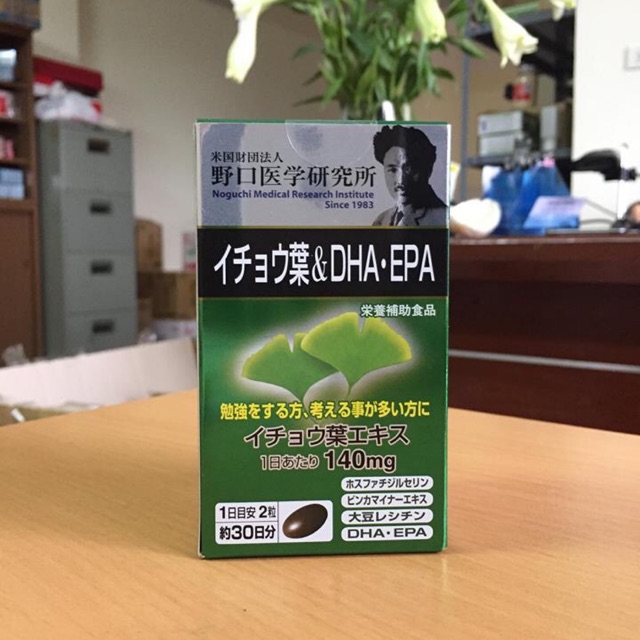 米国財団法人
野口医学研究所
Noguchi Medical Research Institute
Since 1983
イチョウ葉&DHA・EPA
栄養補助食品
勉強をする方、考える事が多い方に
イチョウ葉エキス
1日あたり 140mg
ホスファチジルセリン
ビンカマイナーエキス
大豆レシチン
DHA・EPA
1日目安 2粒
約30日分